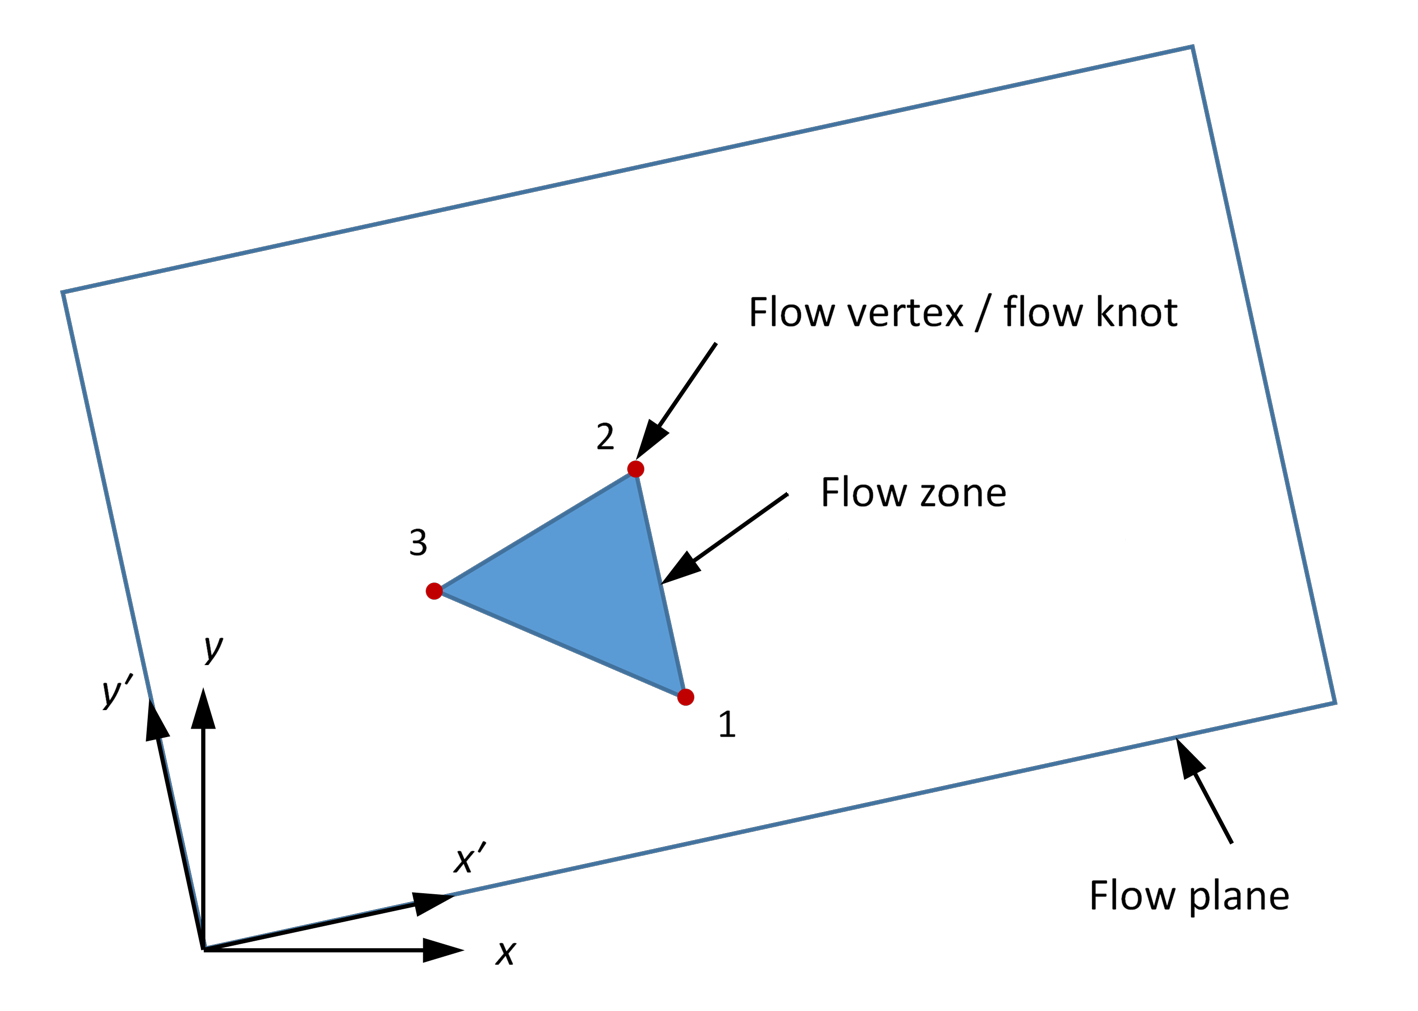 Flow vertex / flow knot
2
Flow zone
3
y
y′
1
x′
Flow plane
x